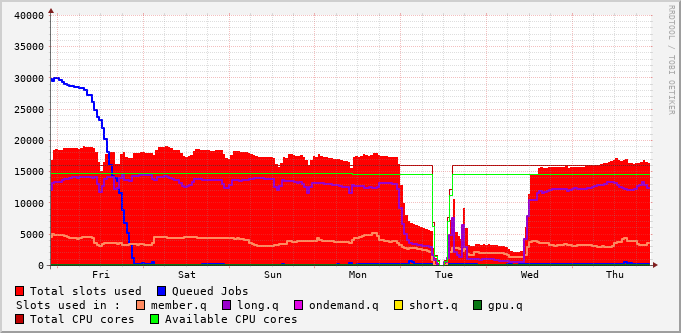 RRDTOOL / TOBI OETIKER
40000
35000
30000
25000
20000
15000
10000
5000
0
Fri Sat Sun Mon Tue Wed Thu
Total slots used Queued Jobs
Slots used in : member.q long.q ondemand.q short.q gpu.q
Total CPU cores Available CPU cores